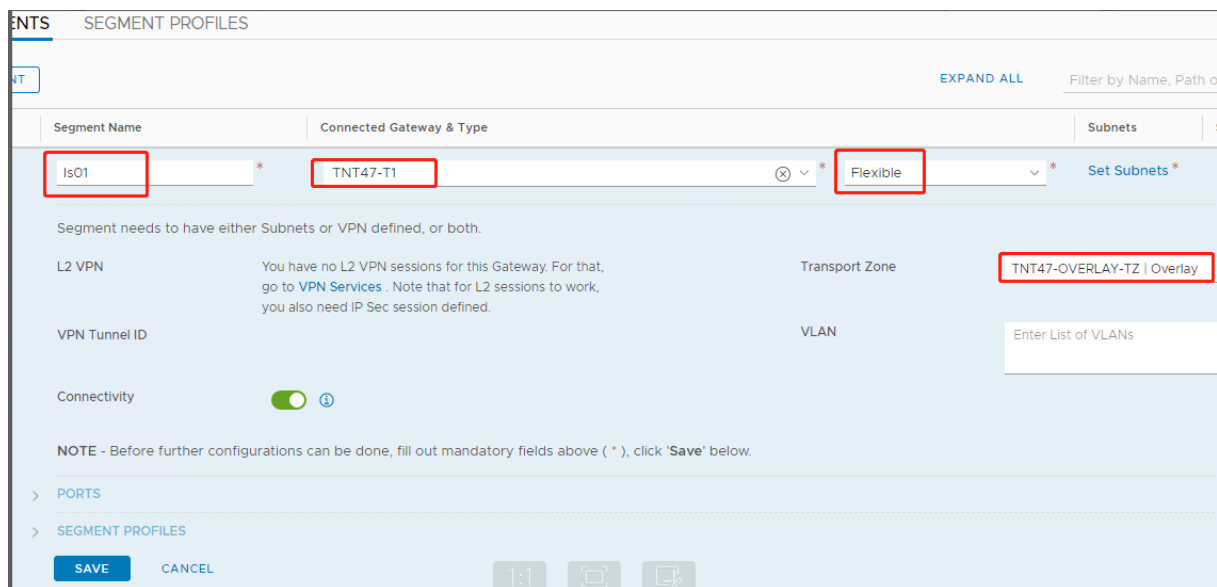 ENTS SEGMENT PROFILES
NT EXPAND ALL Filter by Name, Path o
Segment Name Connected Gateway & Type Subnets
ls01 * TNT47-T1 * Flexible * Set Subnets *
Segment needs to have either Subnets or VPN defined, or both.
L2 VPN You have no L2 VPN sessions for this Gateway. For that, Transport Zone TNT47-OVERLAY-TZ | Overlay
go to VPN Services . Note that for L2 sessions to work,
you also need IP Sec session defined.
VPN Tunnel ID VLAN Enter List of VLANs
Connectivity
NOTE - Before further configurations can be done, fill out mandatory fields above ( * ), click 'Save' below.
PORTS
SEGMENT PROFILES
SAVE CANCEL
1:1